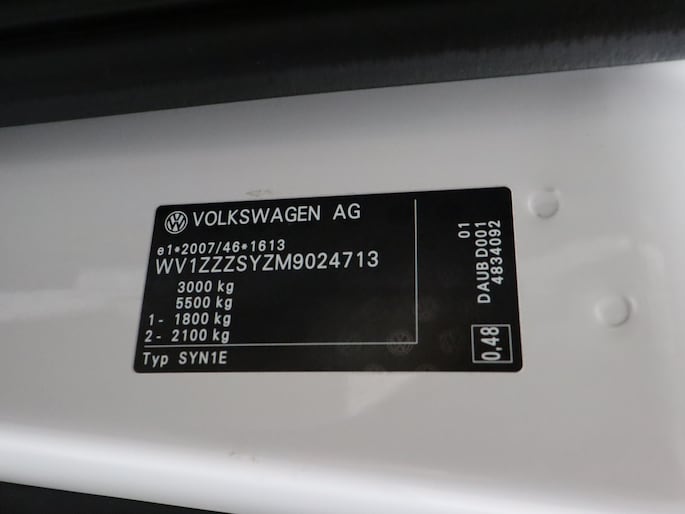 VOLKSWAGEN AG
e1*2007/46*1613
WV1ZZZSYZM9024713
3000 kg
5500 kg
1- 1800 kg
2- 2100 kg
Typ SYN1E
01
DAUB D001
4834092
0,48